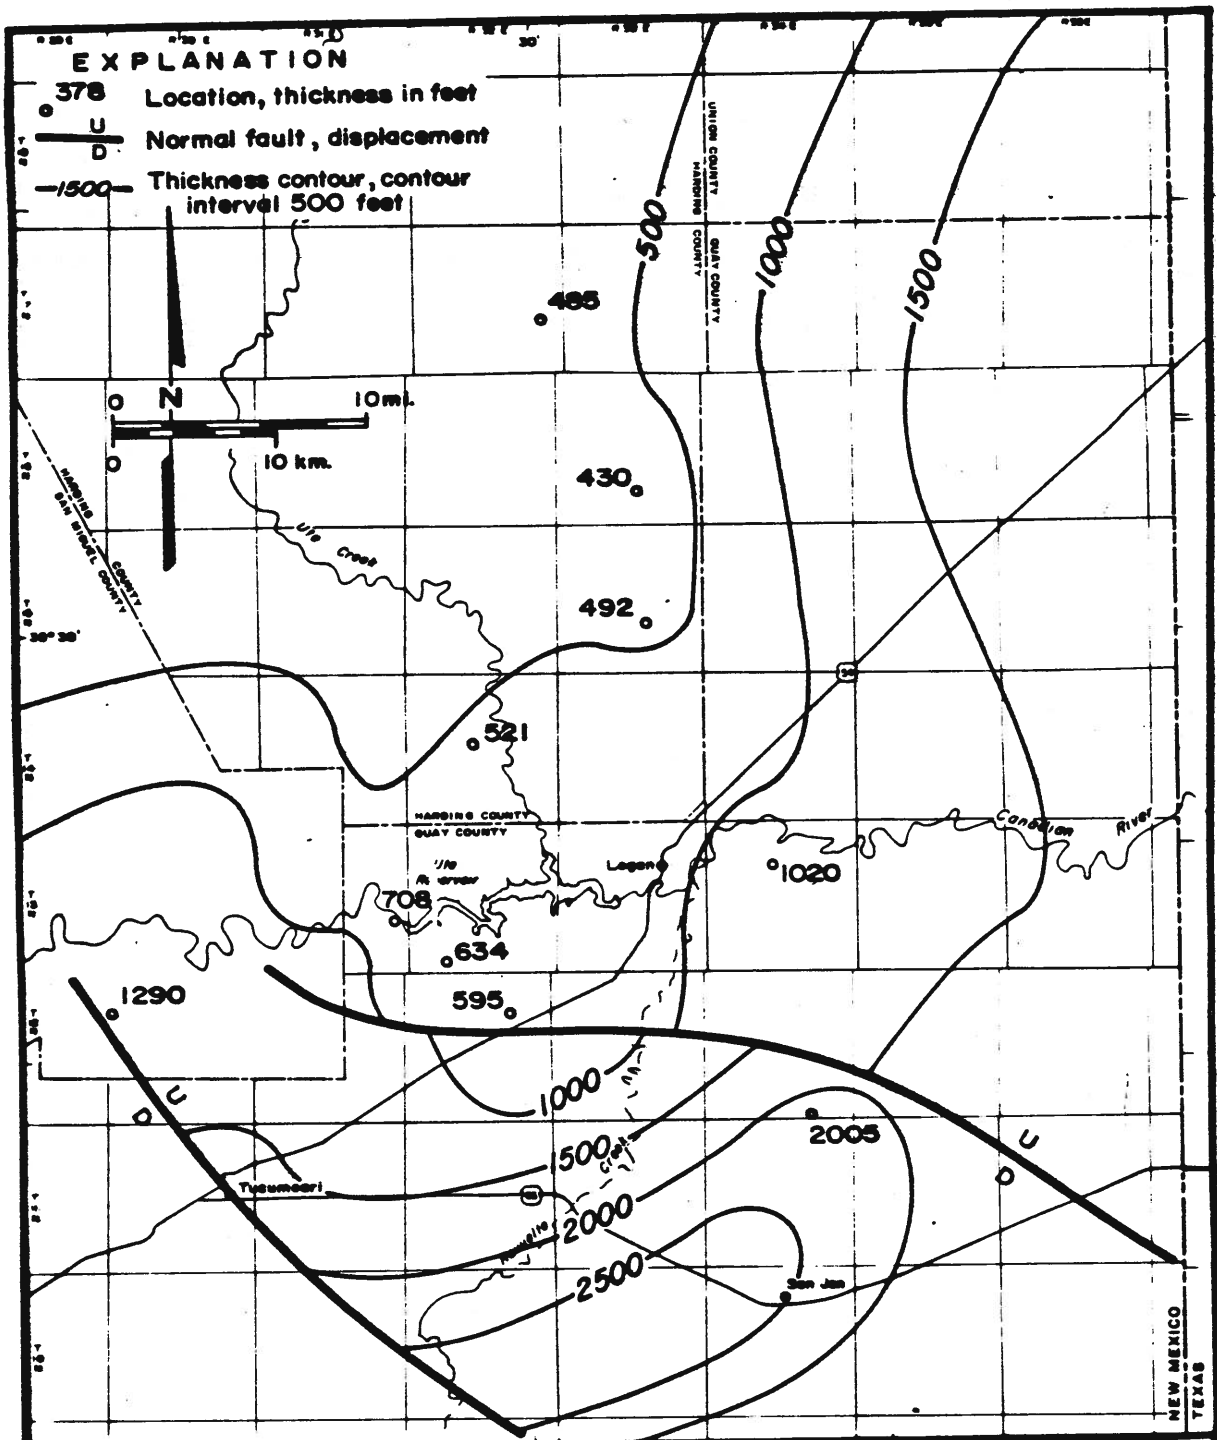 30'
EXPLANATION
378 Location, thickness in feet
U
D Normal fault, displacement
1500 Thickness contour, contour
interval 500 feet
UNION COUNTY
HARDING COUNTY
QUAY COUNTY
500
1000
1500
485
N
0 10 mi.
0 10 km.
430
HARDING COUNTY
SAN MIGUEL COUNTY
Ute Creek
492
521
HARDING COUNTY
QUAY COUNTY
Canadian River
Ute
Logan
1020
708
634
1290
595
U
D
1000
2005
1500
Creek
U
D
Tucumcari
2000
2500
San Jon
NEW MEXICO
TEXAS